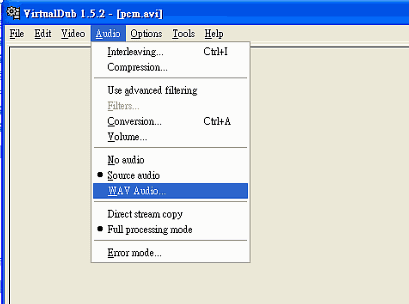 VirtualDub 1.5.2 - [pcm.avi]
File Edit Video Audio Options Tools Help
Interleaving... Ctrl+I
Compression...
Use advanced filtering
Filters...
Conversion... Ctrl+A
Volume...
No audio
Source audio
WAV Audio...
Direct stream copy
Full processing mode
Error mode...